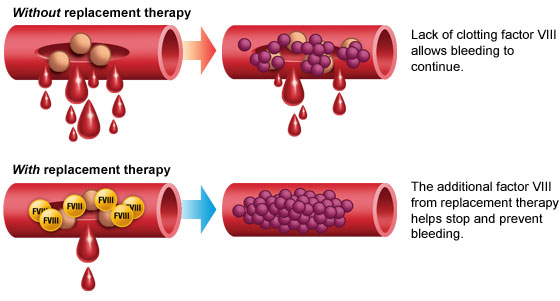 Without replacement therapy
Lack of clotting factor VIII
allows bleeding to
continue.
With replacement therapy
FVIII
FVIII
FVIII
FVIII
FVIII
FVIII
The additional factor VIII
from replacement therapy
helps stop and prevent
bleeding.